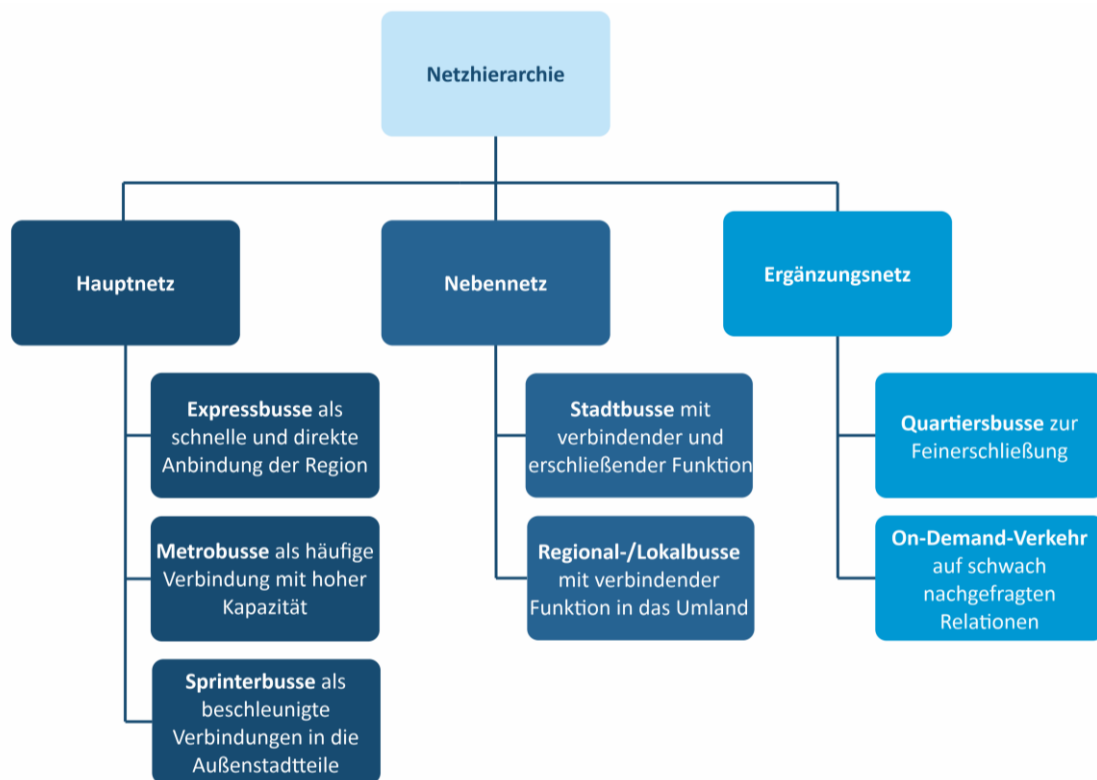 Netzhierarchie
Hauptnetz
Nebennetz
Ergänzungsnetz
Expressbusse als
schnelle und direkte
Anbindung der Region
Metrobusse als häufige
Verbindung mit hoher
Kapazität
Sprinterbusse als
beschleunigte
Verbindungen in die
Außenstadtteile
Stadtbusse mit
verbindender und
erschließender Funktion
Regional-/Lokalbusse
mit verbindender
Funktion in das Umland
Quartiersbusse zur
Feinerschließung
On-Demand-Verkehr
auf schwach
nachgefragten
Relationen